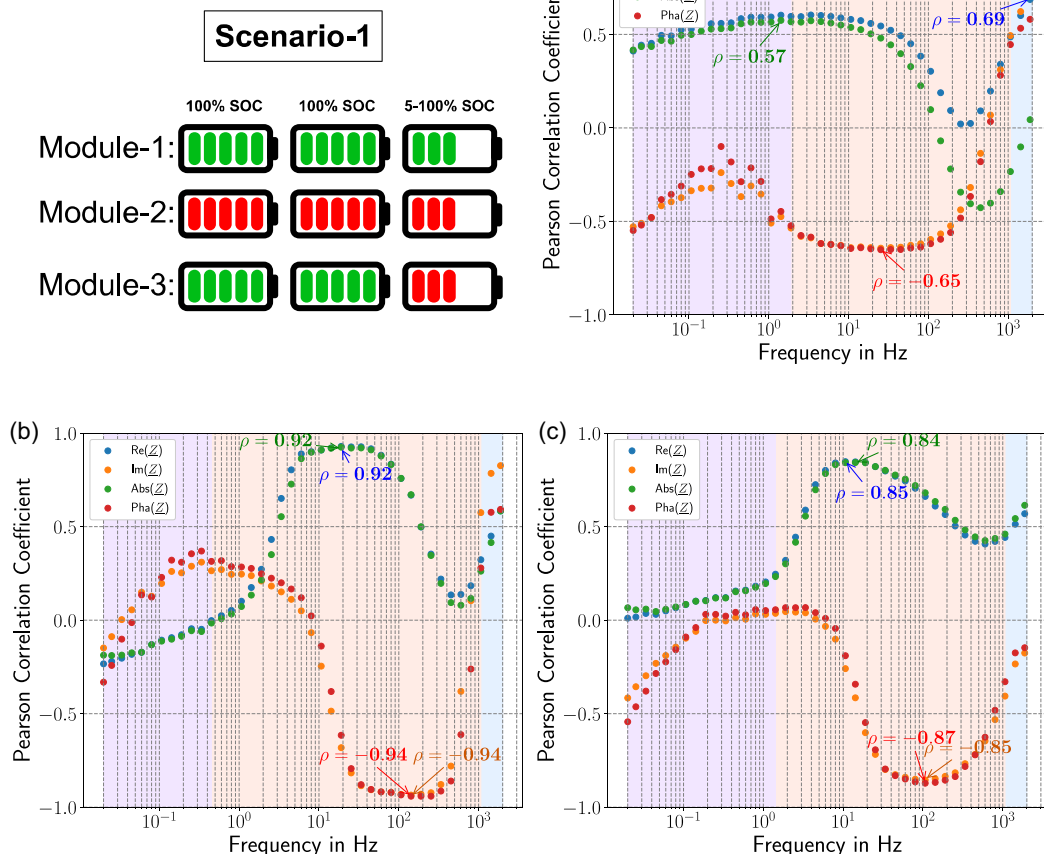 Scenario-1
100% SOC 100% SOC 5-100% SOC
Module-1:
Module-2:
Module-3:
Pha(Z)
ρ = 0.69
ρ = 0.57
ρ = −0.65
Pearson Correlation Coefficient
0.5
0.0
−0.5
−1.0
10⁻¹ 10⁰ 10¹ 10² 10³
Frequency in Hz
(b)
Re(Z)
Im(Z)
Abs(Z)
Pha(Z)
ρ = 0.92
ρ = 0.92
ρ = −0.94
ρ = −0.94
Pearson Correlation Coefficient
1.0
0.5
0.0
−0.5
−1.0
10⁻¹ 10⁰ 10¹ 10² 10³
Frequency in Hz
(c)
Re(Z)
Im(Z)
Abs(Z)
Pha(Z)
ρ = 0.84
ρ = 0.85
ρ = −0.87
ρ = −0.85
Pearson Correlation Coefficient
1.0
0.5
0.0
−0.5
−1.0
10⁻¹ 10⁰ 10¹ 10² 10³
Frequency in Hz